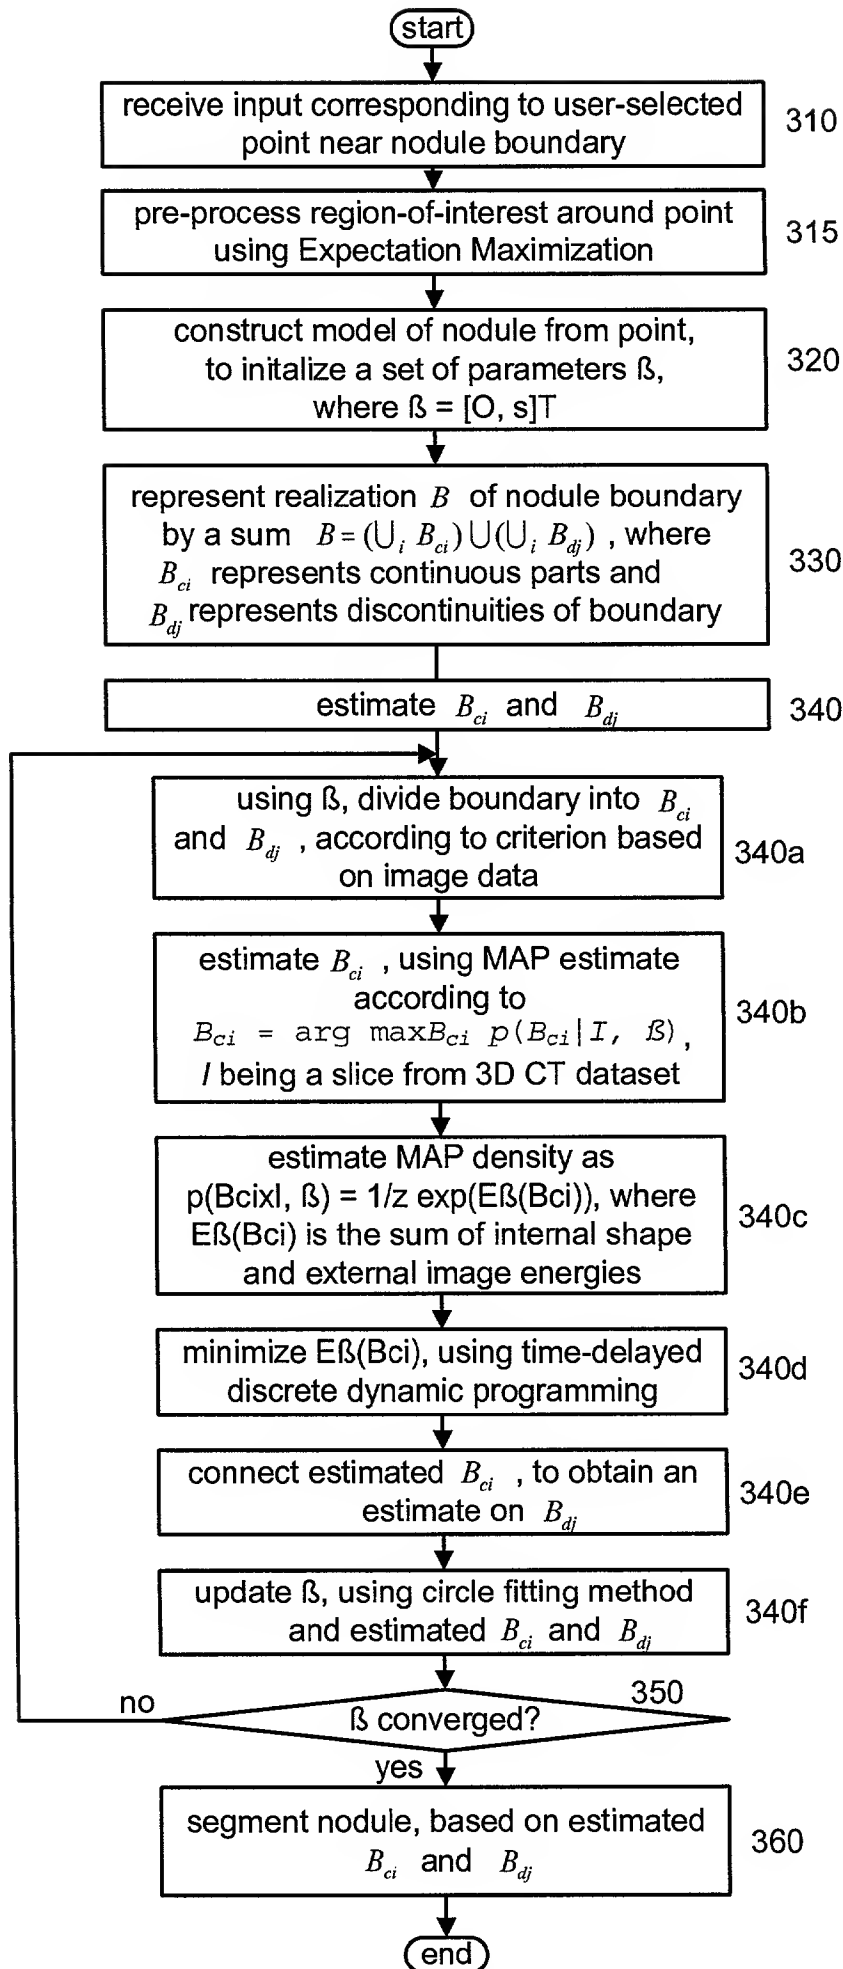 start
receive input corresponding to user-selected
point near nodule boundary
310
pre-process region-of-interest around point
using Expectation Maximization
315
construct model of nodule from point,
to initalize a set of parameters ß,
where ß = [O, s]T
320
represent realization B of nodule boundary
by a sum B = (⋃i Bci)⋃(⋃i Bdj) , where
Bci represents continuous parts and
Bdj represents discontinuities of boundary
330
estimate Bci and Bdj
340
using ß, divide boundary into Bci
and Bdj , according to criterion based
on image data
340a
estimate Bci , using MAP estimate
according to
Bci = arg maxBci p(Bci|I, ß),
I being a slice from 3D CT dataset
340b
estimate MAP density as
p(BcixI, ß) = 1/z exp(Eß(Bci)), where
Eß(Bci) is the sum of internal shape
and external image energies
340c
minimize Eß(Bci), using time-delayed
discrete dynamic programming
340d
connect estimated Bci , to obtain an
estimate on Bdj
340e
update ß, using circle fitting method
and estimated Bci and Bdj
340f
350
no
ß converged?
yes
segment nodule, based on estimated
Bci and Bdj
360
end